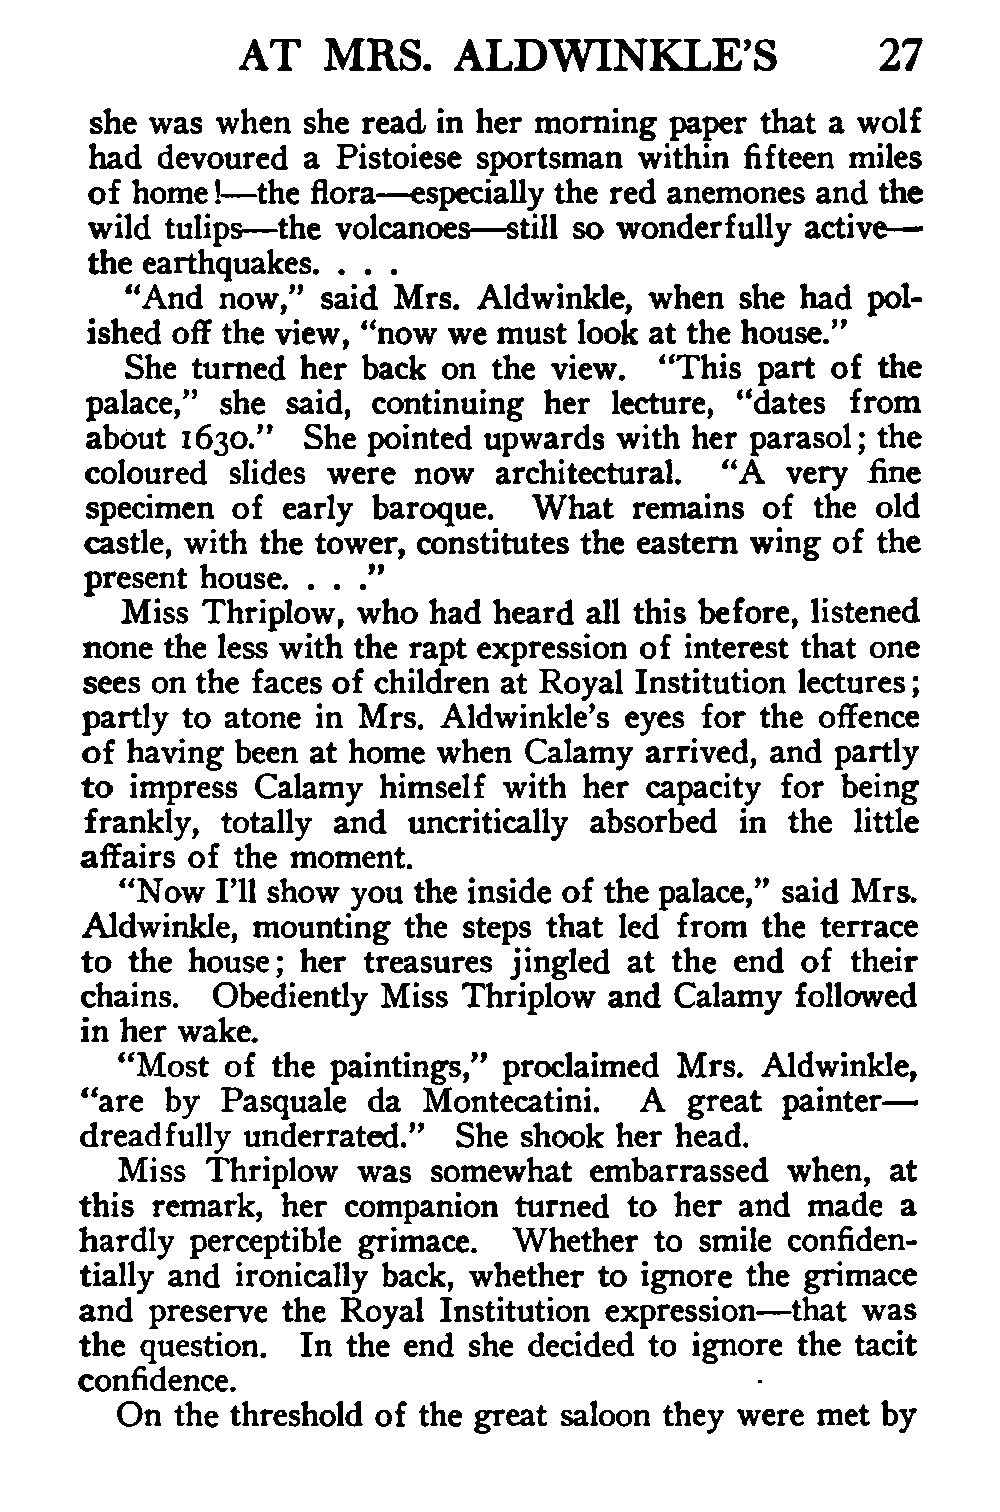 AT MRS. ALDWINKLE'S 27
she was when she read in her morning paper that a wolf
had devoured a Pistoiese sportsman within fifteen miles
of home!—the flora—especially the red anemones and the
wild tulips—the volcanoes—still so wonderfully active—
the earthquakes. . . .
"And now," said Mrs. Aldwinkle, when she had pol-
ished off the view, "now we must look at the house."
She turned her back on the view. "This part of the
palace," she said, continuing her lecture, "dates from
about 1630." She pointed upwards with her parasol; the
coloured slides were now architectural. "A very fine
specimen of early baroque. What remains of the old
castle, with the tower, constitutes the eastern wing of the
present house. . . ."
Miss Thriplow, who had heard all this before, listened
none the less with the rapt expression of interest that one
sees on the faces of children at Royal Institution lectures;
partly to atone in Mrs. Aldwinkle's eyes for the offence
of having been at home when Calamy arrived, and partly
to impress Calamy himself with her capacity for being
frankly, totally and uncritically absorbed in the little
affairs of the moment.
"Now I'll show you the inside of the palace," said Mrs.
Aldwinkle, mounting the steps that led from the terrace
to the house; her treasures jingled at the end of their
chains. Obediently Miss Thriplow and Calamy followed
in her wake.
"Most of the paintings," proclaimed Mrs. Aldwinkle,
"are by Pasquale da Montecatini. A great painter—
dreadfully underrated." She shook her head.
Miss Thriplow was somewhat embarrassed when, at
this remark, her companion turned to her and made a
hardly perceptible grimace. Whether to smile confiden-
tially and ironically back, whether to ignore the grimace
and preserve the Royal Institution expression—that was
the question. In the end she decided to ignore the tacit
confidence.
On the threshold of the great saloon they were met by